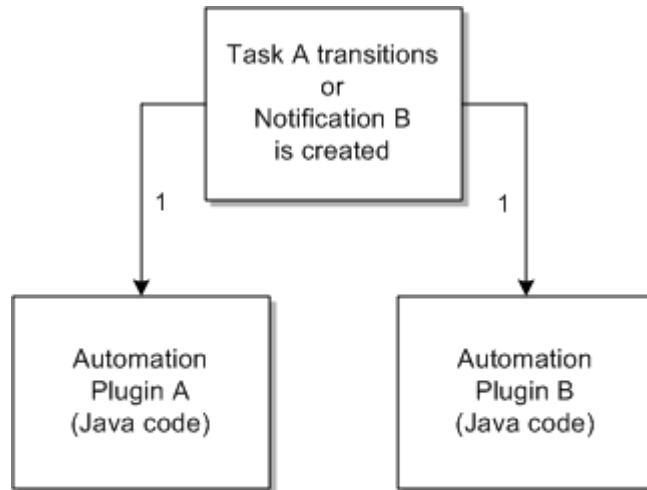 Task A transitions
or
Notification B
is created
1
1
Automation
Plugin A
(Java code)
Automation
Plugin B
(Java code)